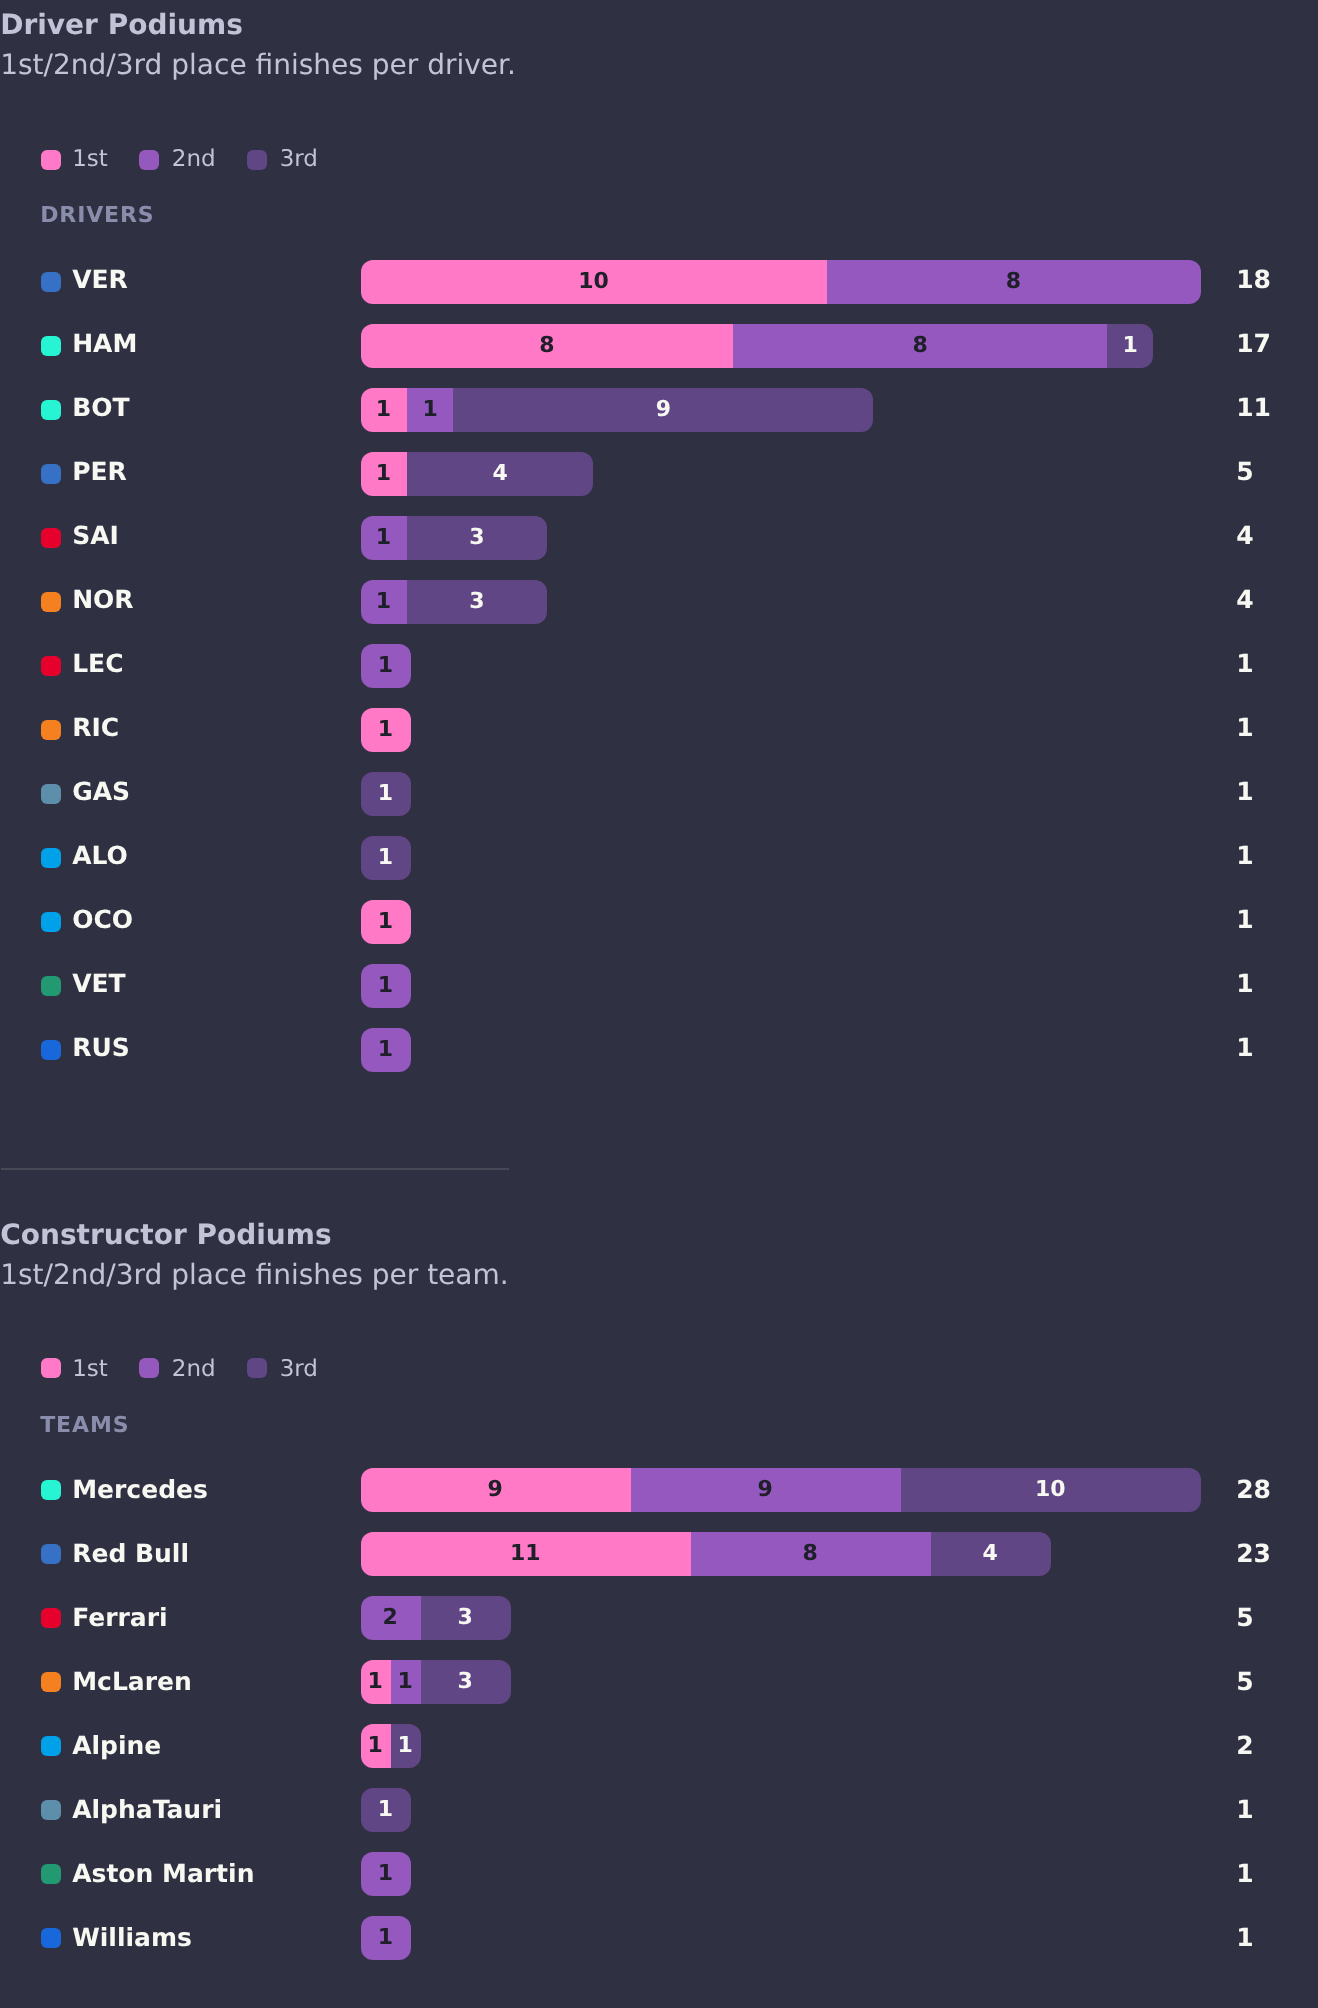 Driver Podiums
1st/2nd/3rd place finishes per driver.
1st 2nd 3rd
DRIVERS
VER 10 8 18
HAM 8 8 1 17
BOT 1 1 9 11
PER 1 4 5
SAI 1 3 4
NOR 1 3 4
LEC 1 1
RIC 1 1
GAS 1 1
ALO 1 1
OCO 1 1
VET 1 1
RUS 1 1
Constructor Podiums
1st/2nd/3rd place finishes per team.
1st 2nd 3rd
TEAMS
Mercedes 9 9 10 28
Red Bull 11 8 4 23
Ferrari 2 3 5
McLaren 1 1 3 5
Alpine 1 1 2
AlphaTauri 1 1
Aston Martin 1 1
Williams 1 1